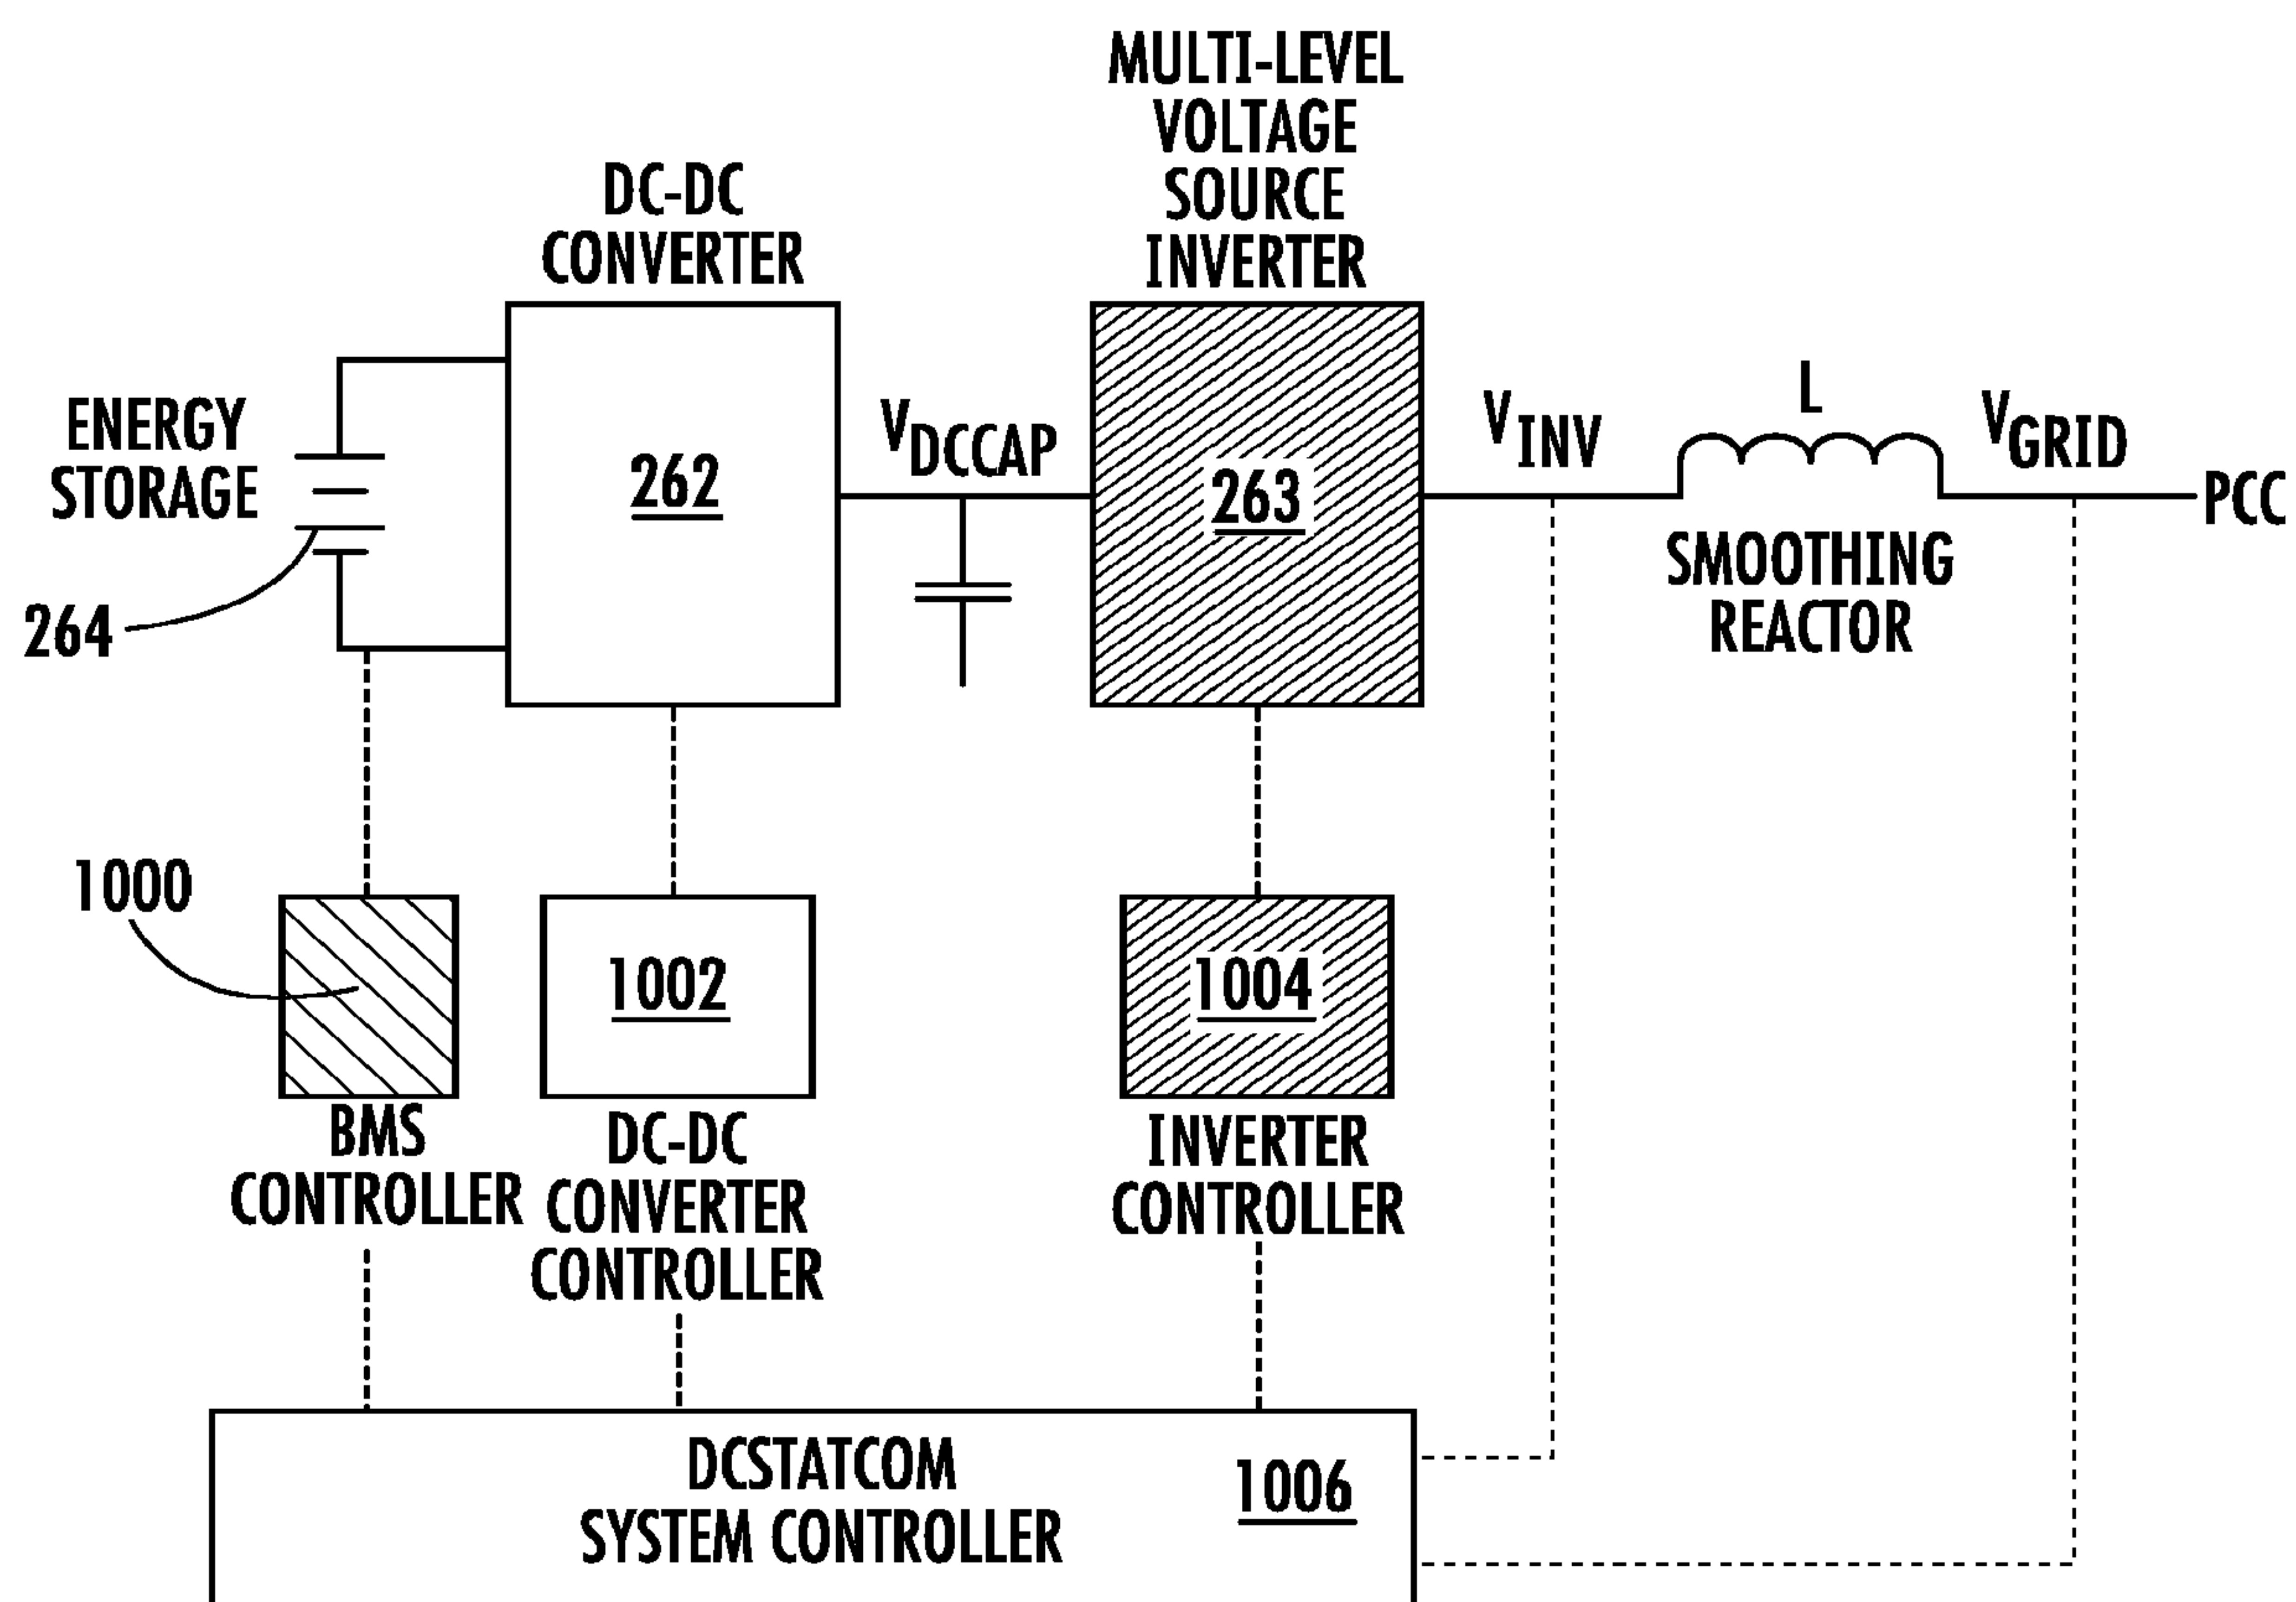 MULTI-LEVEL
VOLTAGE
SOURCE
INVERTER
DC-DC
CONVERTER
ENERGY
STORAGE
264
262
VDCCAP
263
VINV
L
VGRID
PCC
SMOOTHING
REACTOR
1000
1002
1004
BMS
CONTROLLER
DC-DC
CONVERTER
CONTROLLER
INVERTER
CONTROLLER
DCSTATCOM
SYSTEM CONTROLLER
1006